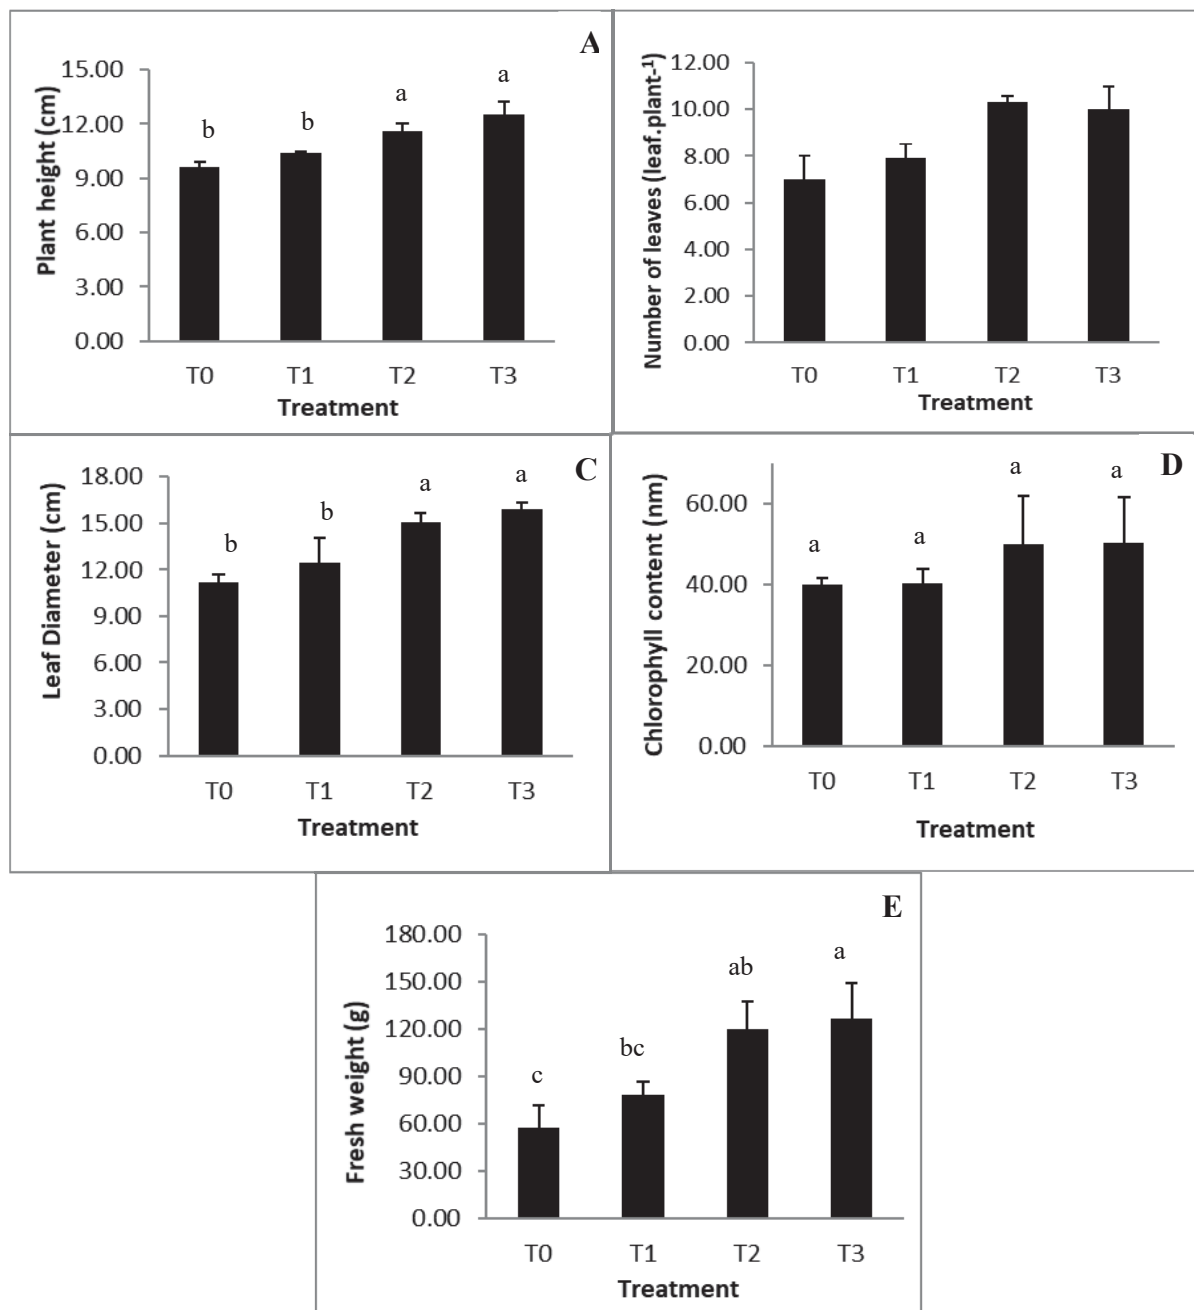 A
15.00
12.00
9.00
6.00
3.00
0.00
Plant height (cm)
b
b
a
a
T0 T1 T2 T3
Treatment
12.00
10.00
8.00
6.00
4.00
2.00
0.00
Number of leaves (leaf.plant-¹)
T0 T1 T2 T3
Treatment
C
18.00
15.00
12.00
9.00
6.00
3.00
0.00
Leaf Diameter (cm)
b
b
a
a
T0 T1 T2 T3
Treatment
D
60.00
40.00
20.00
0.00
Chlorophyll content (nm)
a
a
a
a
T0 T1 T2 T3
Treatment
E
180.00
150.00
120.00
90.00
60.00
30.00
0.00
Fresh weight (g)
c
bc
ab
a
T0 T1 T2 T3
Treatment